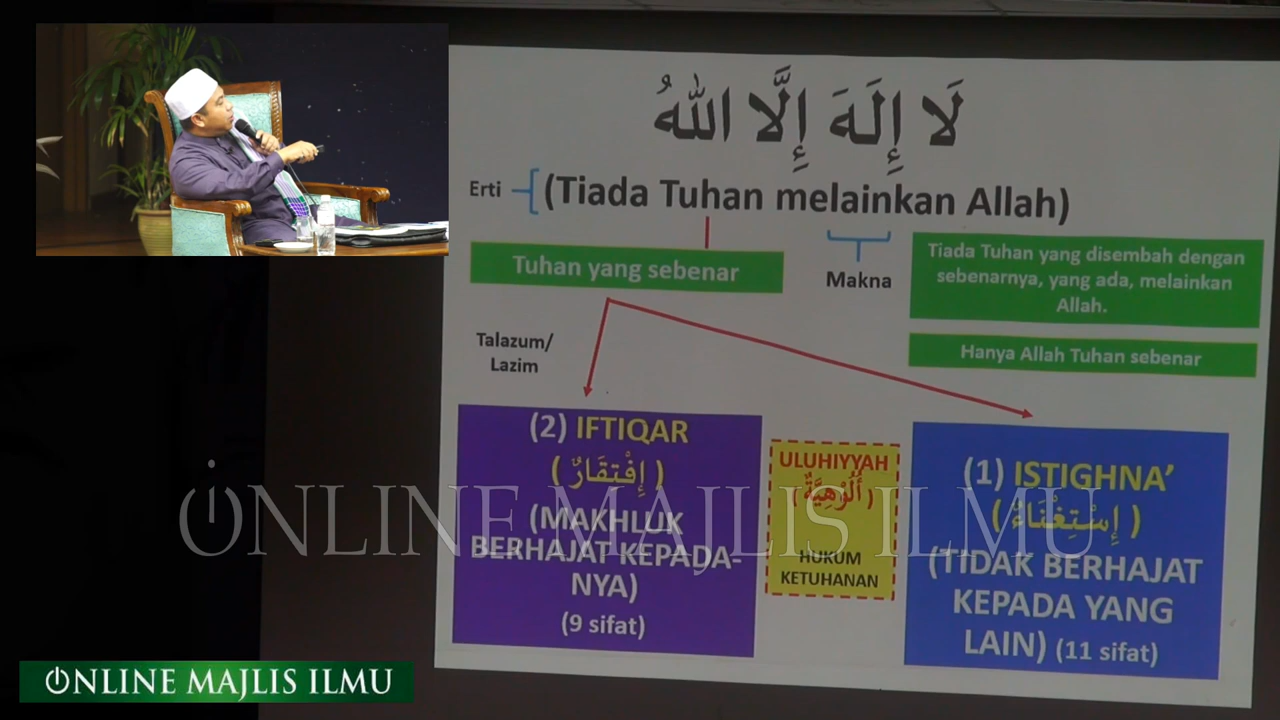 لَا إِلَهَ إِلَّا اللهُ
Erti
(Tiada Tuhan melainkan Allah)
Tuhan yang sebenar
Makna
Tiada Tuhan yang disembah dengan
sebenarnya, yang ada, melainkan
Allah.
Hanya Allah Tuhan sebenar
Talazum/
Lazim
(2) IFTIQAR
(إِفْتِقَارٌ)
(MAKHLUK
BERHAJAT KEPADA-
NYA)
(9 sifat)
ULUHIYYAH
(أُلُوْهِيَّةٌ)
HUKUM
KETUHANAN
(1) ISTIGHNA’
(إِسْتِغْنَاءٌ)
(TIDAK BERHAJAT
KEPADA YANG
LAIN) (11 sifat)
ONLINE MAJLIS ILMU
ONLINE MAJLIS ILMU